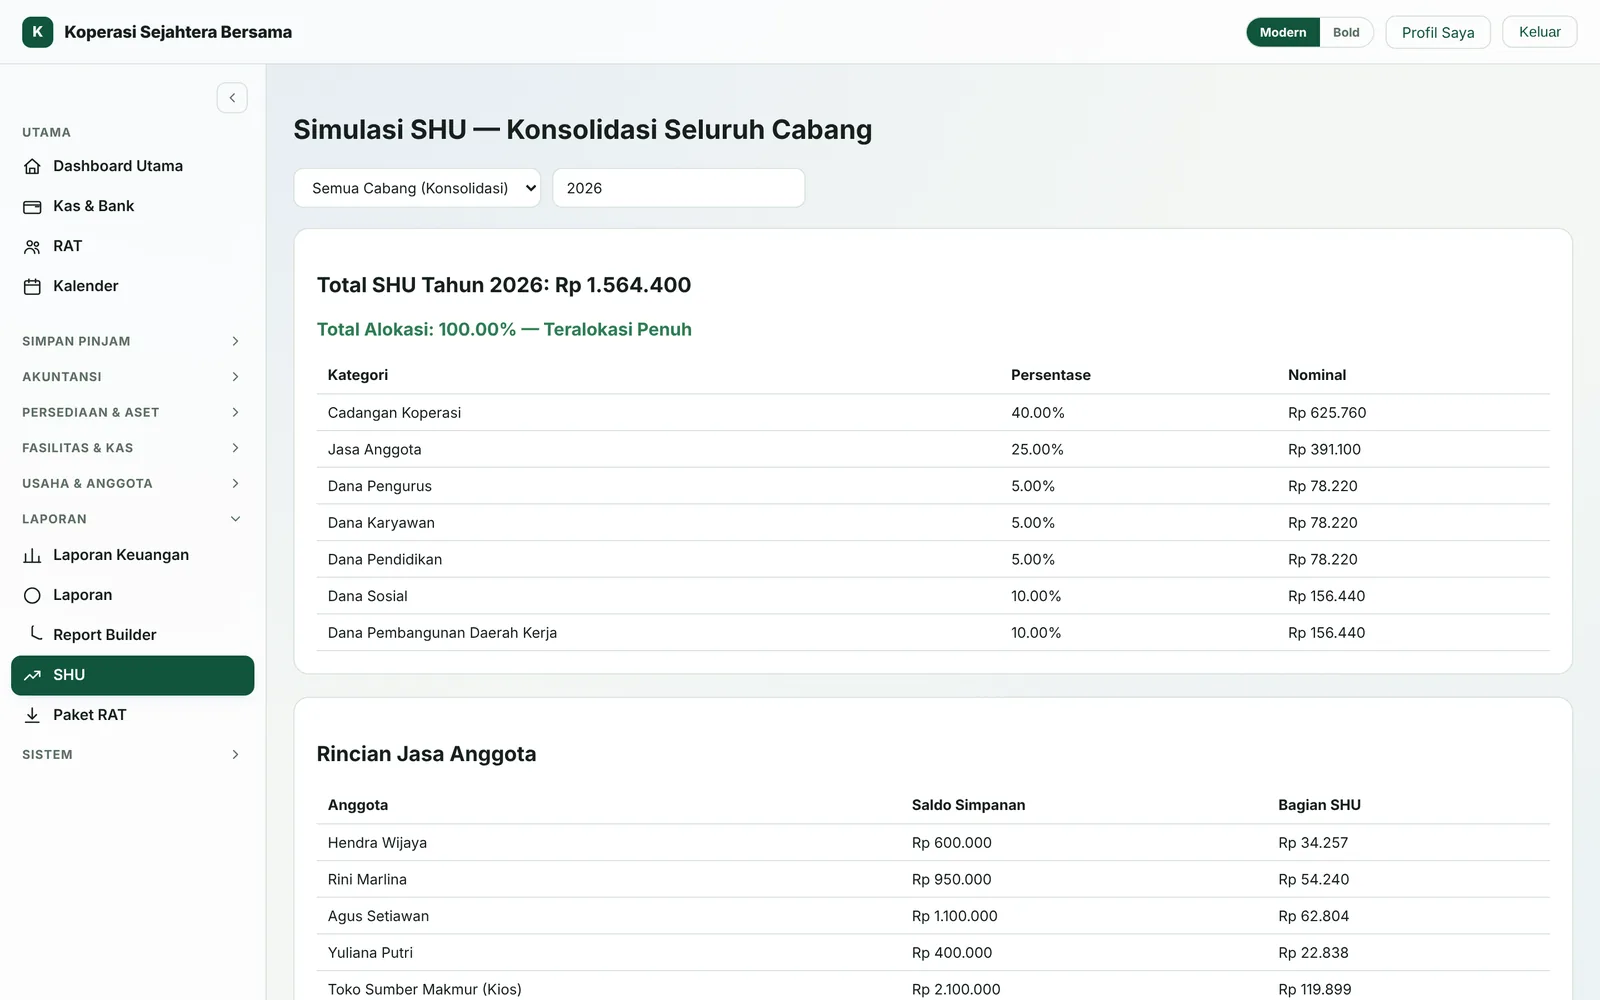 K Koperasi Sejahtera Bersama
Modern Bold Profil Saya Keluar
UTAMA
Dashboard Utama
Kas & Bank
RAT
Kalender
SIMPAN PINJAM
AKUNTANSI
PERSEDIAAN & ASET
FASILITAS & KAS
USAHA & ANGGOTA
LAPORAN
Laporan Keuangan
Laporan
Report Builder
SHU
Paket RAT
SISTEM
Simulasi SHU — Konsolidasi Seluruh Cabang
Semua Cabang (Konsolidasi) 2026
Total SHU Tahun 2026: Rp 1.564.400
Total Alokasi: 100.00% — Teralokasi Penuh
Kategori Persentase Nominal
Cadangan Koperasi 40.00% Rp 625.760
Jasa Anggota 25.00% Rp 391.100
Dana Pengurus 5.00% Rp 78.220
Dana Karyawan 5.00% Rp 78.220
Dana Pendidikan 5.00% Rp 78.220
Dana Sosial 10.00% Rp 156.440
Dana Pembangunan Daerah Kerja 10.00% Rp 156.440
Rincian Jasa Anggota
Anggota Saldo Simpanan Bagian SHU
Hendra Wijaya Rp 600.000 Rp 34.257
Rini Marlina Rp 950.000 Rp 54.240
Agus Setiawan Rp 1.100.000 Rp 62.804
Yuliana Putri Rp 400.000 Rp 22.838
Toko Sumber Makmur (Kios) Rp 2.100.000 Rp 119.899